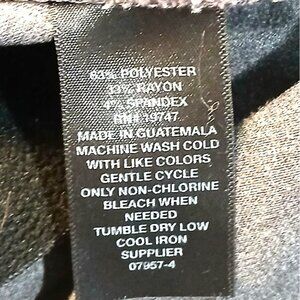 63% POLYESTER
33% RAYON
4% SPANDEX
RN# 19747
MADE IN GUATEMALA
MACHINE WASH COLD
WITH LIKE COLORS
GENTLE CYCLE
ONLY NON-CHLORINE
BLEACH WHEN
NEEDED
TUMBLE DRY LOW
COOL IRON
SUPPLIER
07957-4